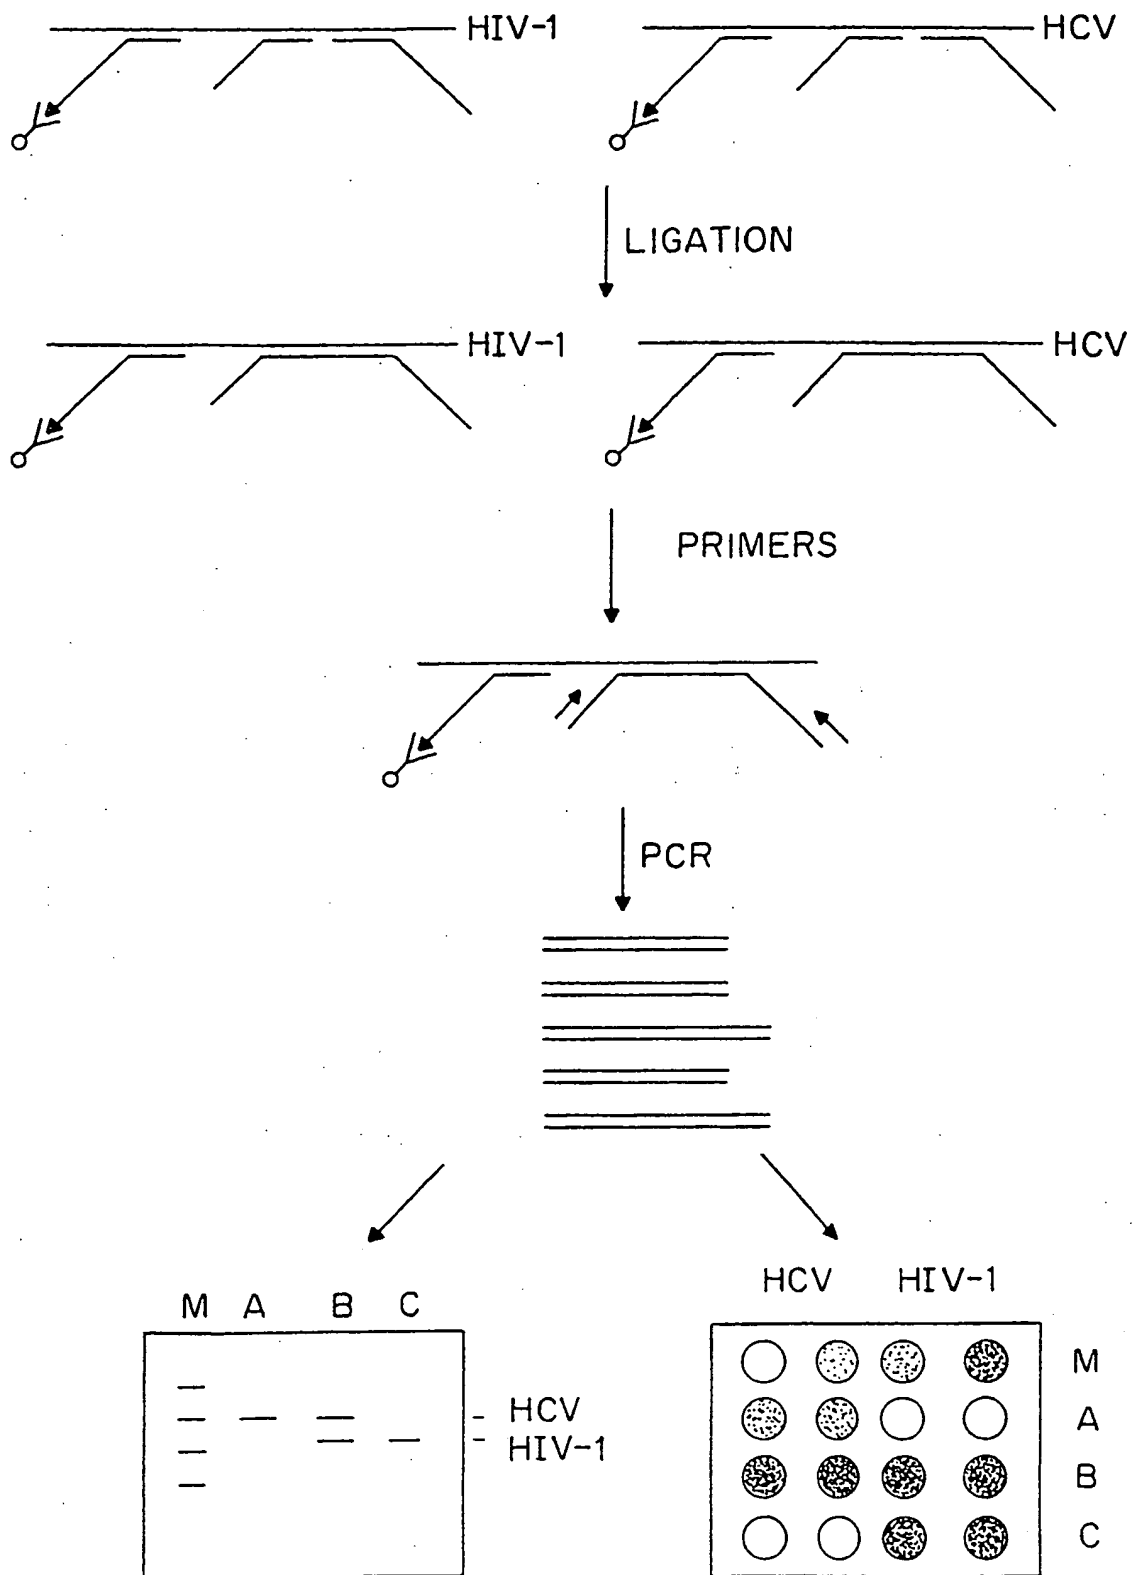 HIV-1
HCV
LIGATION
HIV-1
HCV
PRIMERS
PCR
M A B C
HCV
HIV-1
HCV HIV-1
M
A
B
C